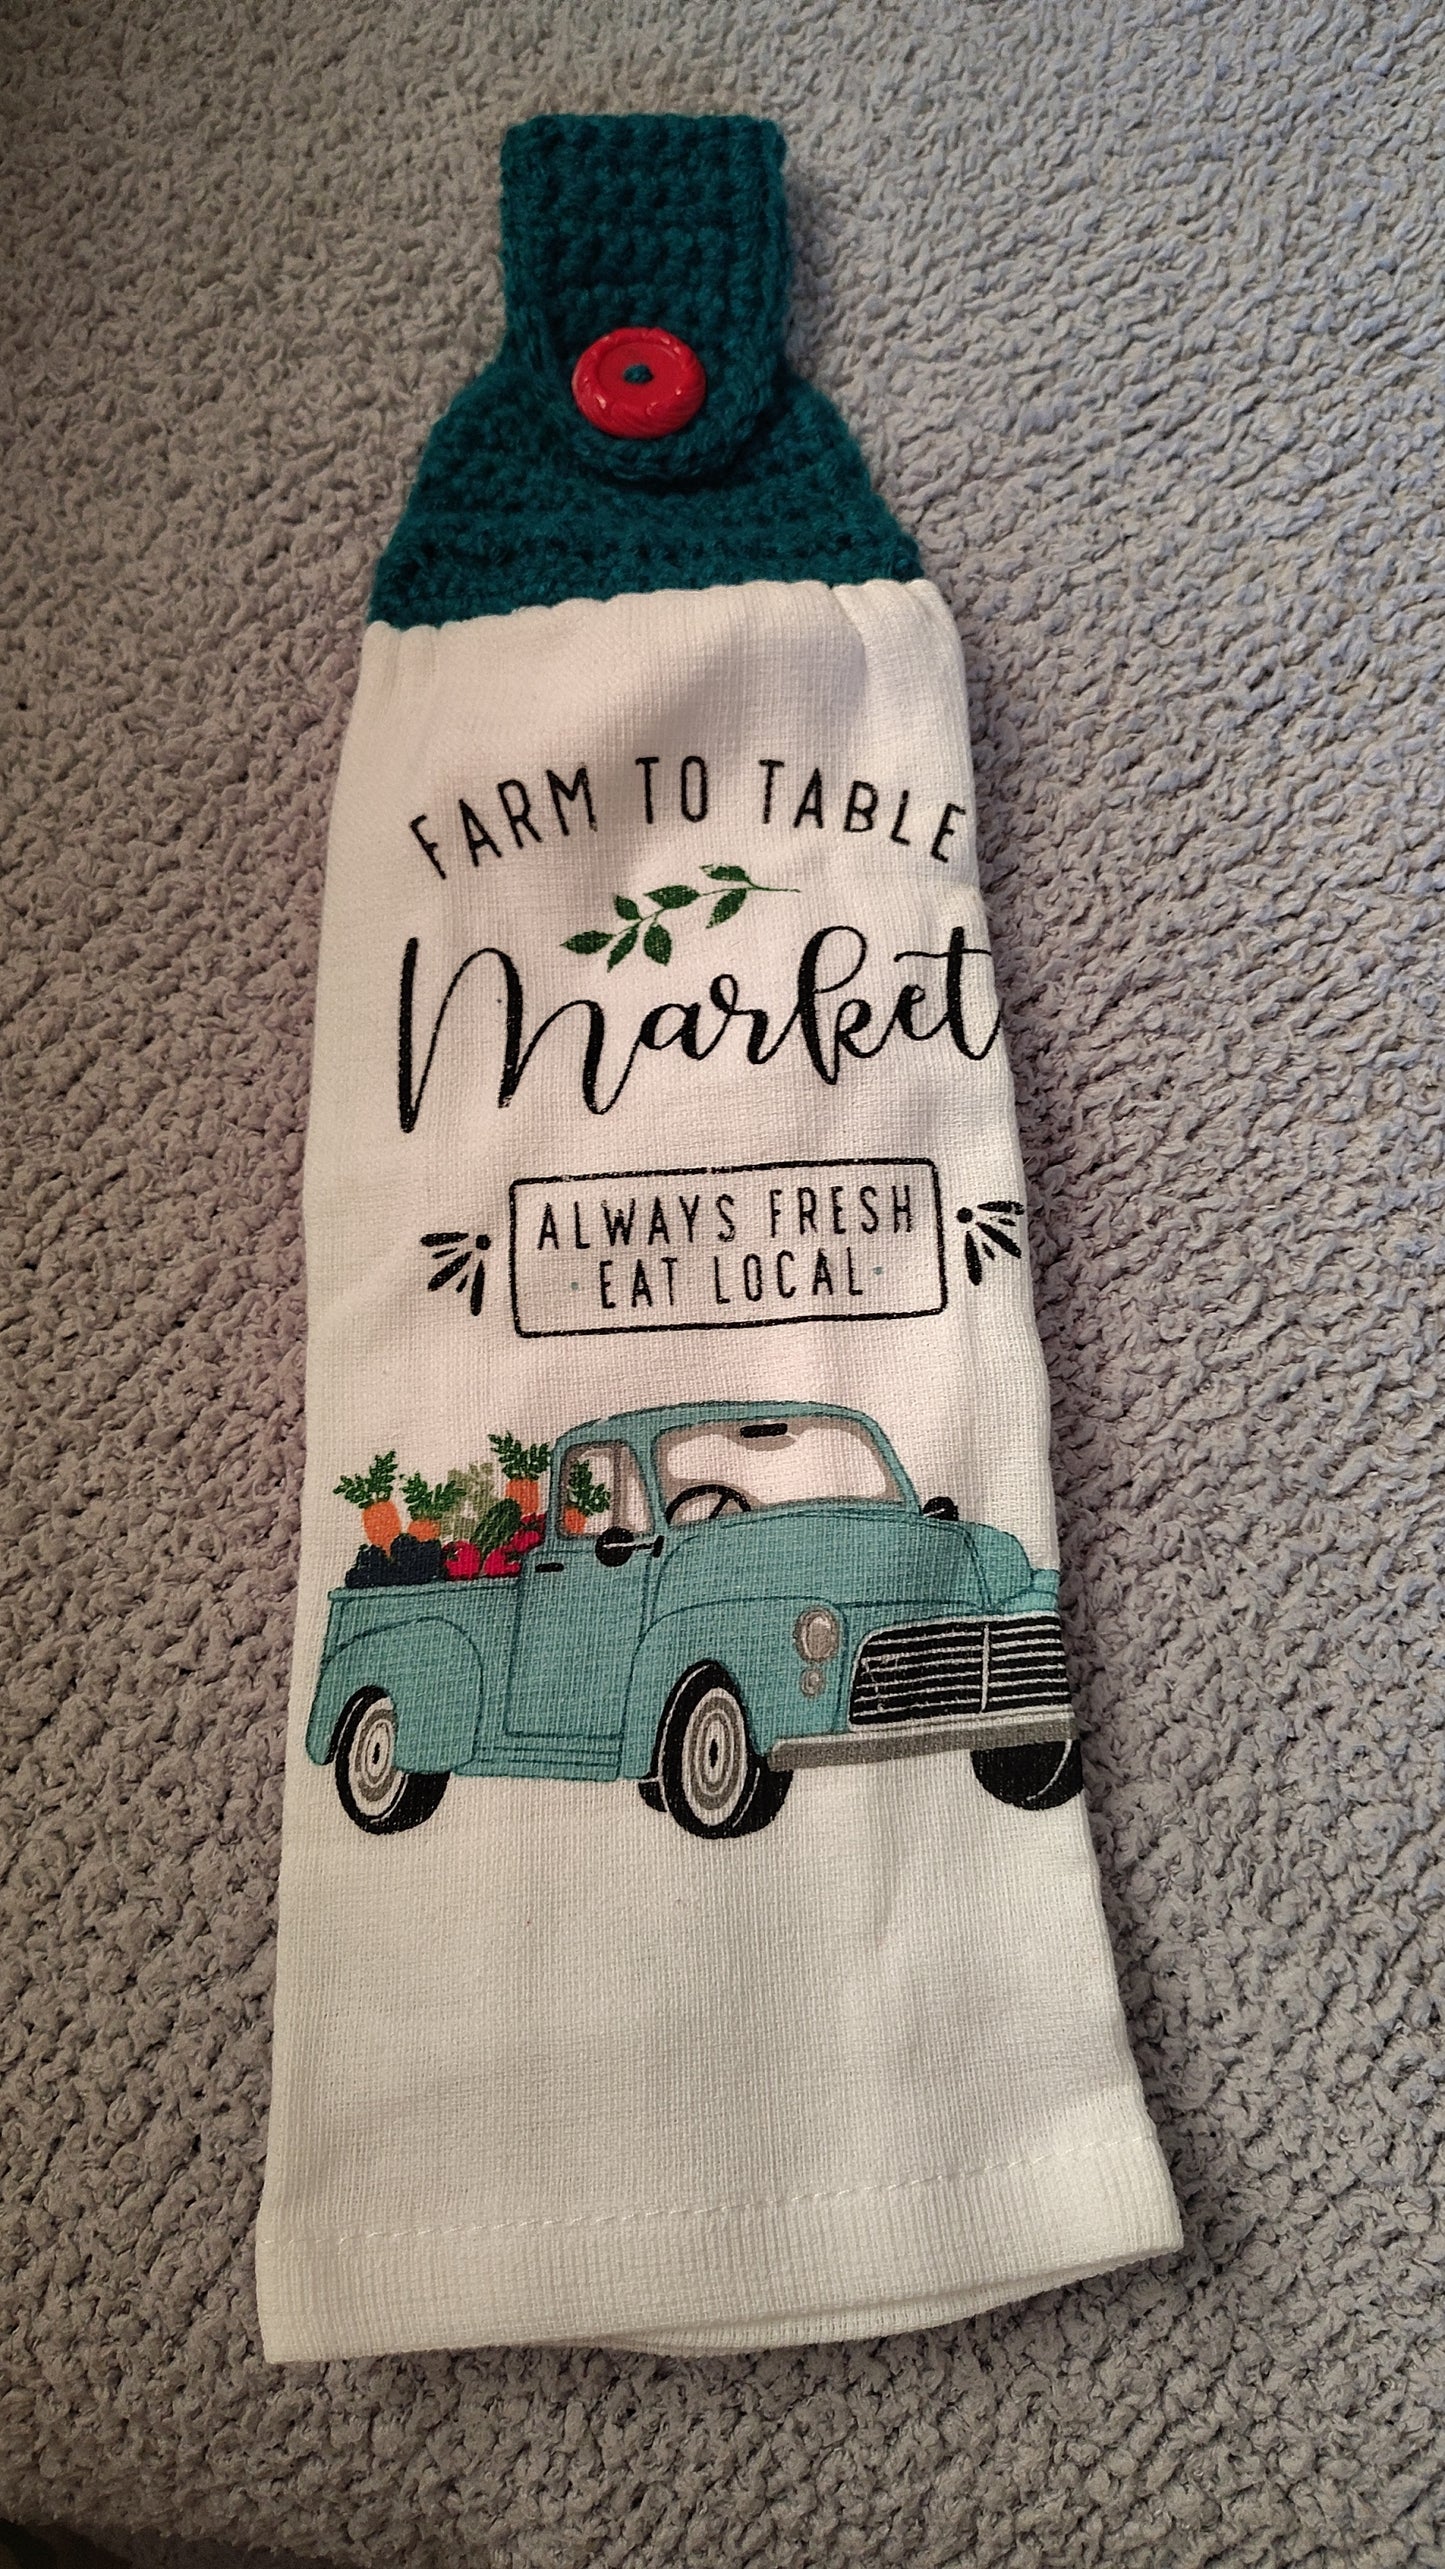 FARM TO TABLE
Market
ALWAYS FRESH
· EAT LOCAL ·